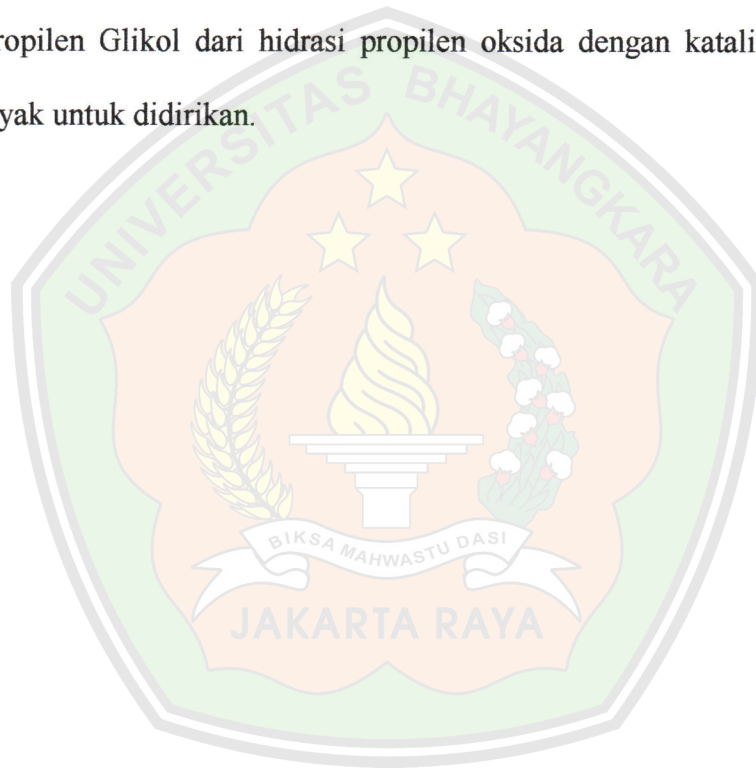 ropilen Glikol dari hidrasi propilen oksida dengan katali
yak untuk didirikan.
UNIVERSITAS BHAYANGKARA
BIKSA MAHWASTU DASI
JAKARTA RAYA